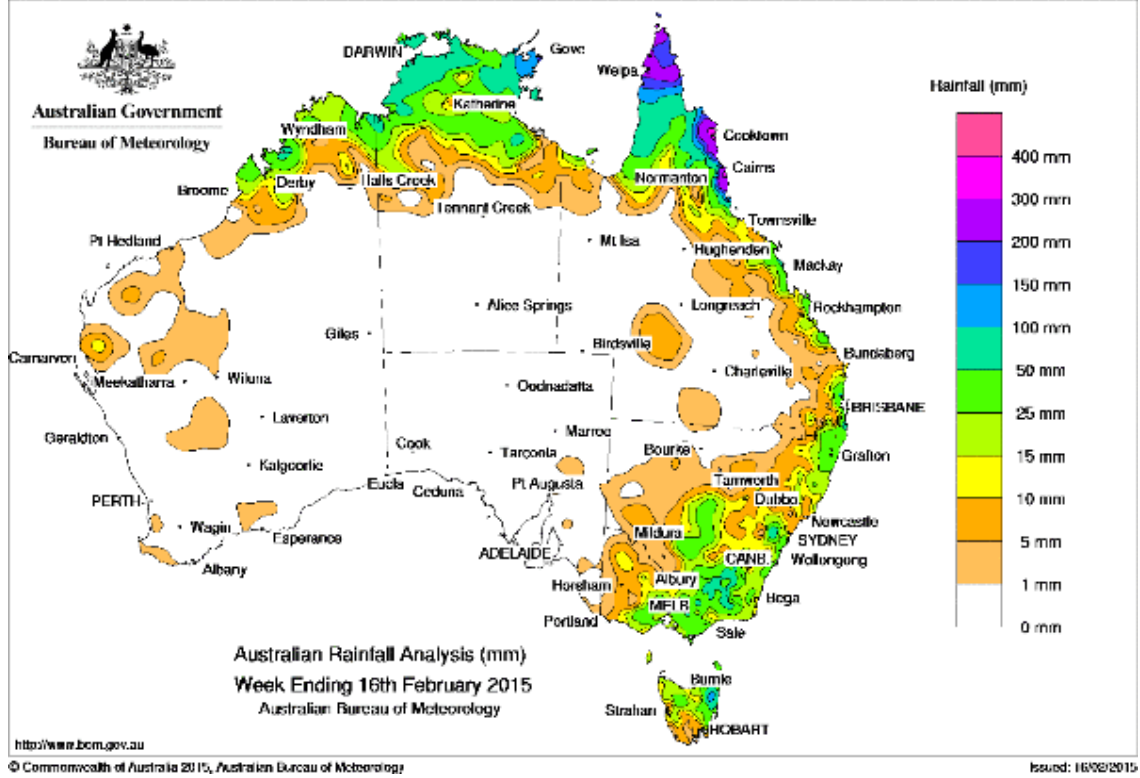 Australian Government
Bureau of Meteorology
DARWIN
Gove
Weipa
Katherine
Wyndham
Cooktown
Cairns
Broome
Derby
Halls Creek
Normanton
Tennant Creek
Townsville
Pt Hedland
Mt Isa
Hughenden
Mackay
Alice Springs
Longreach
Rockhampton
Giles
Birdsville
Carnarvon
Bundaberg
Meekatharra
Wiluna
Charleville
Oodnadatta
BRISBANE
Laverton
Marree
Geraldton
Cook
Tarcoola
Bourke
Grafton
Kalgoorlie
Eucla
Ceduna
Pt Augusta
Tamworth
PERTH
Dubbo
Wagin
Esperance
Mildura
Newcastle
SYDNEY
ADELAIDE
CANB.
Wollongong
Albany
Horsham
Albury
MELB
Bega
Portland
Sale
Burnie
Strahan
HOBART
Rainfall (mm)
400 mm
300 mm
200 mm
150 mm
100 mm
50 mm
25 mm
15 mm
10 mm
5 mm
1 mm
0 mm
Australian Rainfall Analysis (mm)
Week Ending 16th February 2015
Australian Bureau of Meteorology
http://www.bom.gov.au
© Commonwealth of Australia 2015, Australian Bureau of Meteorology
Issued: 16/02/2015